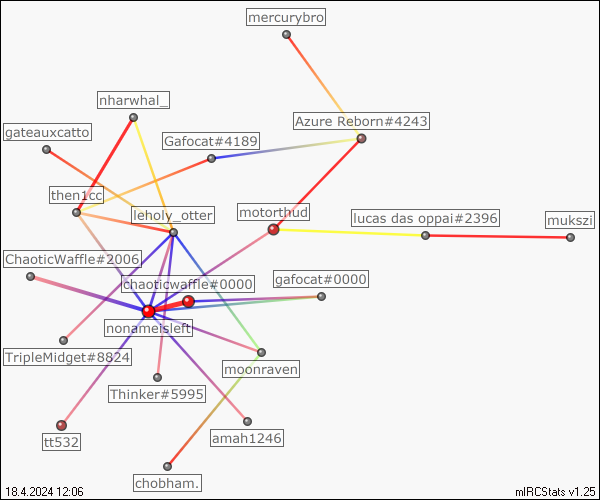 mercurybro
nharwhal_
Azure Reborn#4243
gateauxcatto
Gafocat#4189
then1cc
leholy_otter
motorthud
lucas das oppai#2396
mukszi
ChaoticWaffle#2006
chaoticwaffle#0000
gafocat#0000
nonameisleft
TripleMidget#8824
moonraven
Thinker#5995
tt532
amah1246
chobham.
18.4.2024 12:06
mIRCStats v1.25